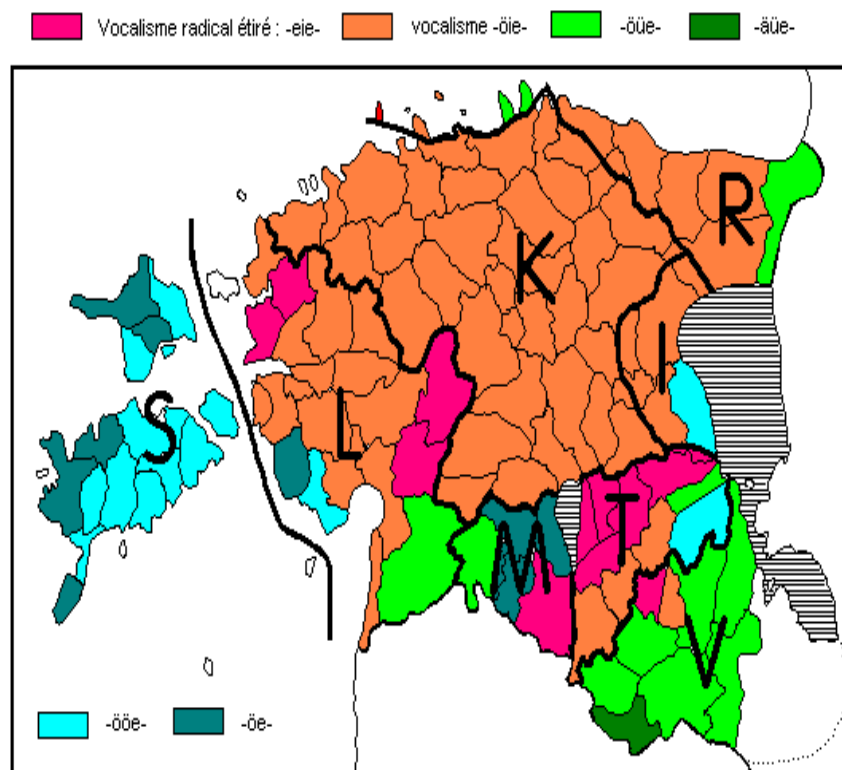 Vocalisme radical étiré : -eie- vocalisme -öie- -öüe- -äüe-
R
K
I
S L
T
M
V
-ööe- -öe-